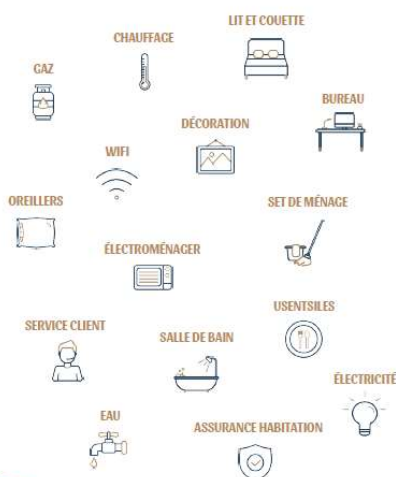 LIT ET COUETTE
CHAUFFAGE
GAZ
BUREAU
DÉCORATION
WIFI
OREILLERS
SET DE MÉNAGE
ÉLECTROMÉNAGER
USENTSILES
SERVICE CLIENT
SALLE DE BAIN
ÉLECTRICITÉ
EAU
ASSURANCE HABITATION